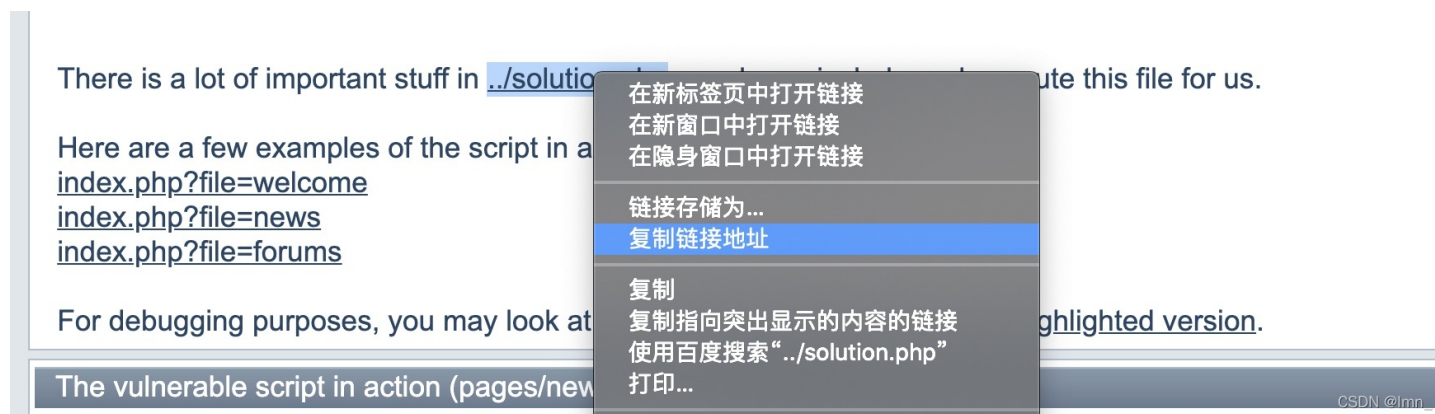 There is a lot of important stuff in ../solutio ute this file for us.
在新标签页中打开链接
在新窗口中打开链接
Here are a few examples of the script in a
在隐身窗口中打开链接
index.php?file=welcome
链接存储为...
index.php?file=news
复制链接地址
index.php?file=forums
复制
For debugging purposes, you may look at ghlighted version.
复制指向突出显示的内容的链接
使用百度搜索“../solution.php”
打印...
The vulnerable script in action (pages/new
CSDN @lmn_